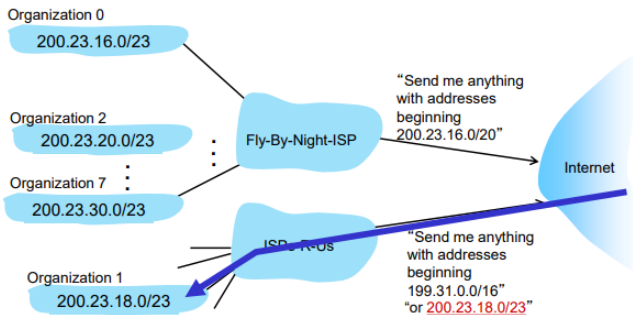 Organization 0
200.23.16.0/23
Organization 2
200.23.20.0/23
Organization 7
200.23.30.0/23
Organization 1
200.23.18.0/23
Fly-By-Night-ISP
ISPs-R-Us
“Send me anything
with addresses
beginning
200.23.16.0/20”
Internet
“Send me anything
with addresses
beginning
199.31.0.0/16”
“or 200.23.18.0/23”